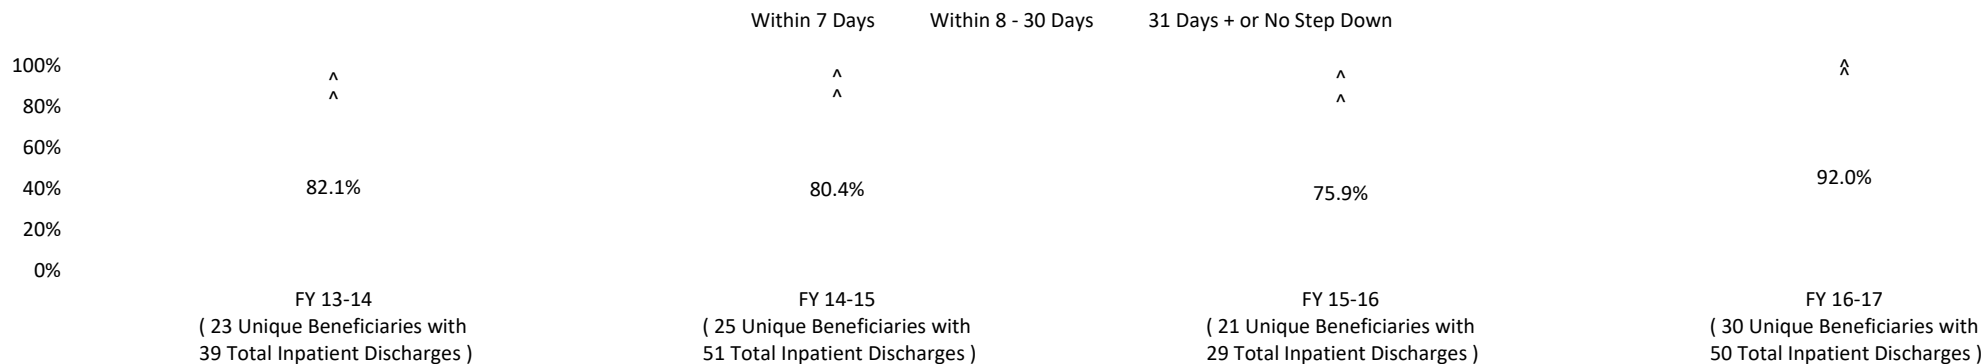 Within 7 Days Within 8 - 30 Days 31 Days + or No Step Down
100%
^ ^ ^ ^
^ ^ ^ ^
80%
60%
82.1% 80.4% 75.9% 92.0%
40%
20%
0%
FY 13-14 FY 14-15 FY 15-16 FY 16-17
( 23 Unique Beneficiaries with ( 25 Unique Beneficiaries with ( 21 Unique Beneficiaries with ( 30 Unique Beneficiaries with
39 Total Inpatient Discharges ) 51 Total Inpatient Discharges ) 29 Total Inpatient Discharges ) 50 Total Inpatient Discharges )